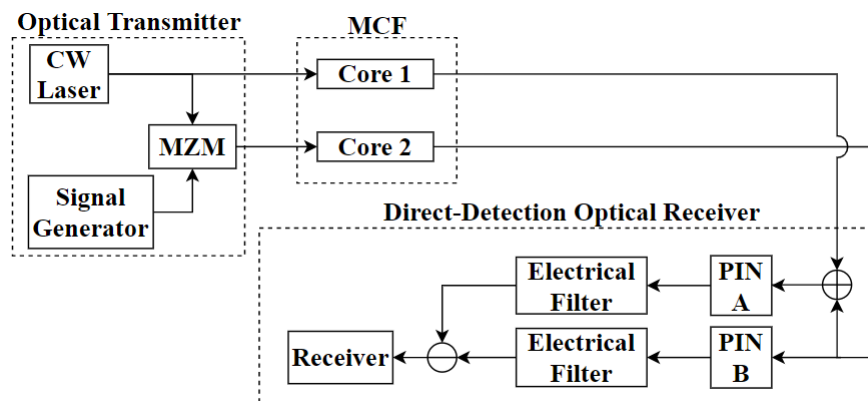 Optical Transmitter
MCF
CW
Laser
Core 1
MZM
Core 2
Signal
Generator
Direct-Detection Optical Receiver
Electrical
Filter
PIN
A
Receiver
Electrical
Filter
PIN
B